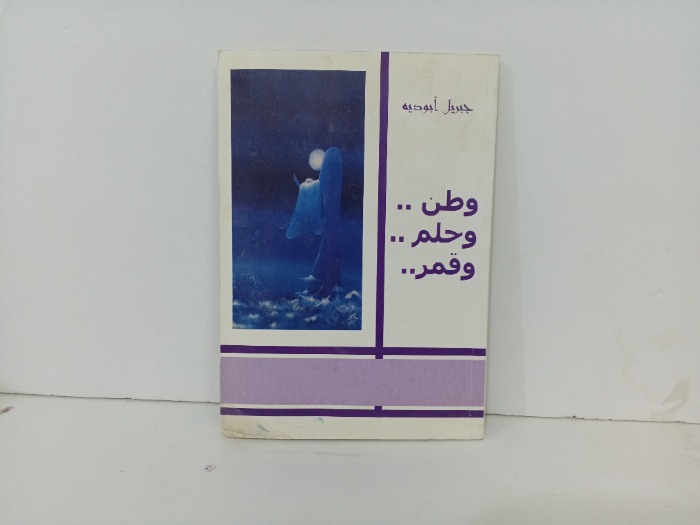 جبريل أبوديه
وطن ..
وحلم ..
وقمر..